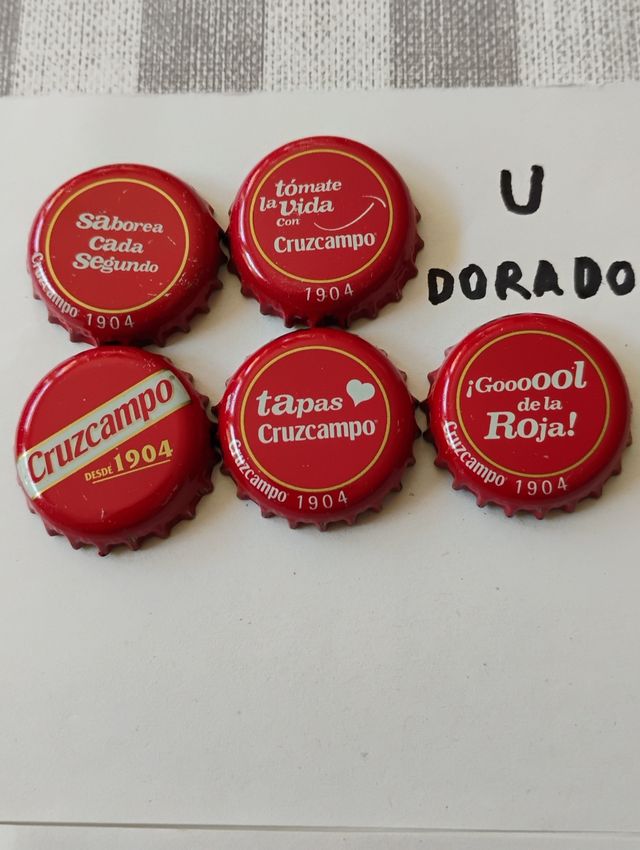 saborea
cada
segundo
Cruzcampo 1904
tómate
la vida
con
Cruzcampo
1904
U
DORADO
Cruzcampo
DESDE 1904
tapas
Cruzcampo
Cruzcampo 1904
¡Goooool
de la
Roja!
Cruzcampo 1904